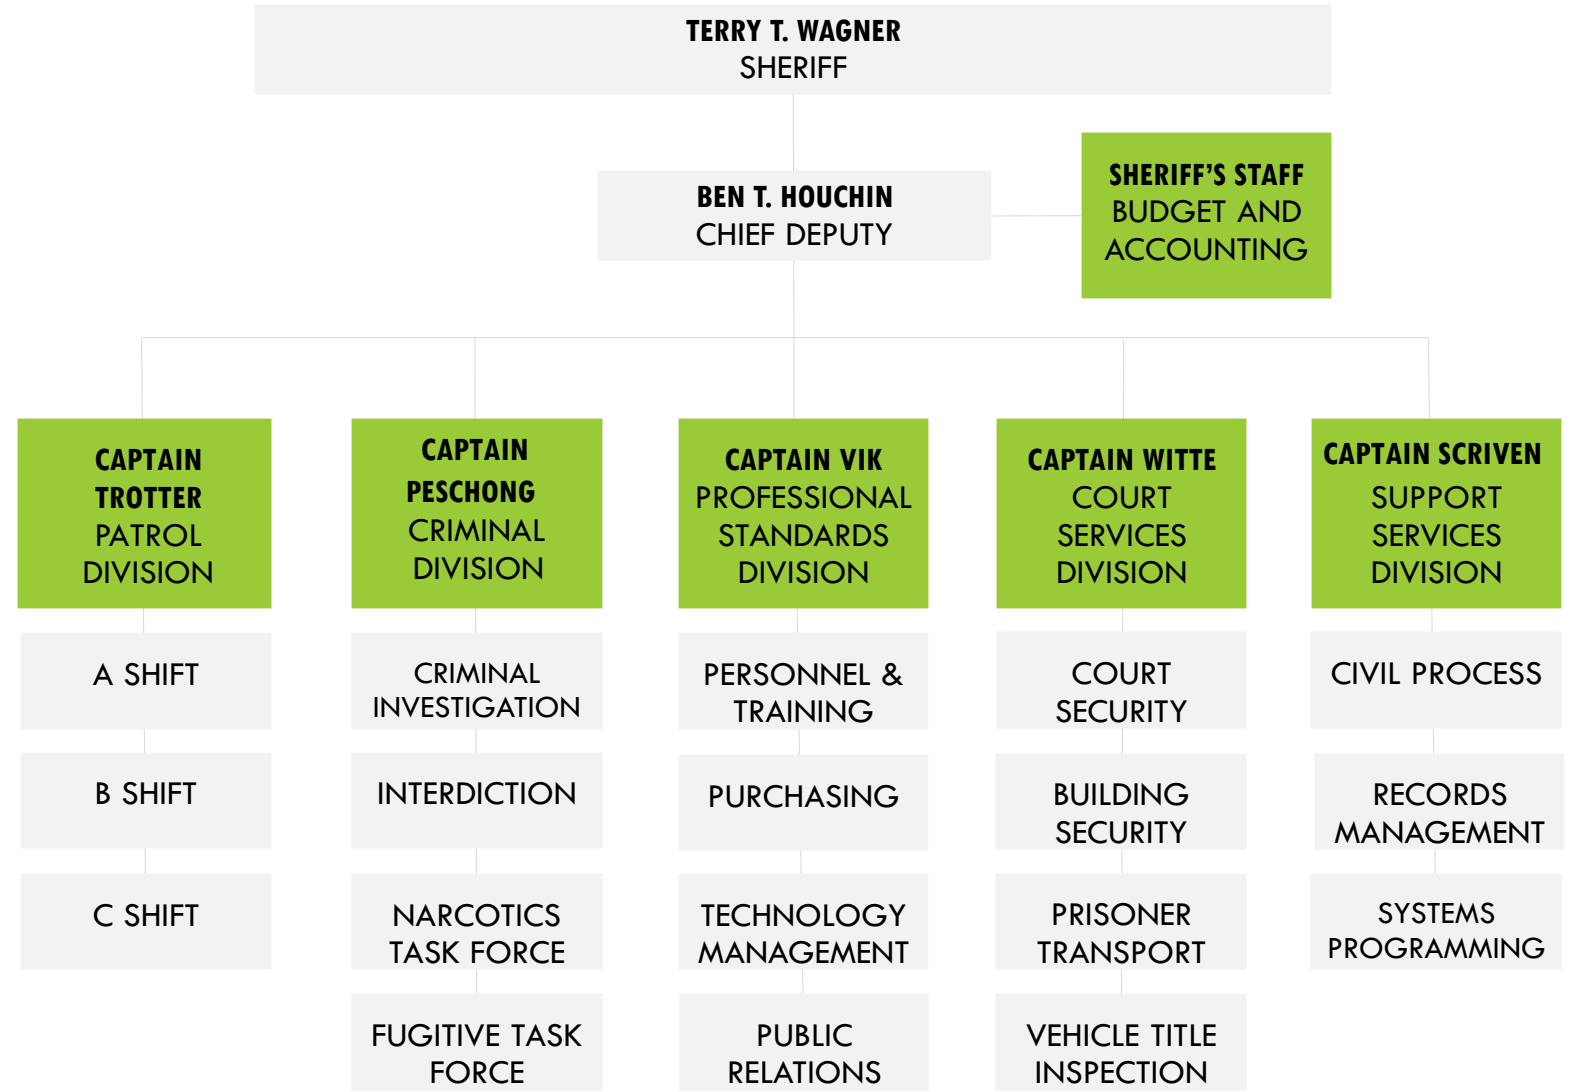 TERRY T. WAGNER
SHERIFF
BEN T. HOUCHIN
CHIEF DEPUTY
SHERIFF’S STAFF
BUDGET AND
ACCOUNTING
CAPTAIN
TROTTER
PATROL
DIVISION
A SHIFT
B SHIFT
C SHIFT
CAPTAIN
PESCHONG
CRIMINAL
DIVISION
CRIMINAL
INVESTIGATION
INTERDICTION
NARCOTICS
TASK FORCE
FUGITIVE TASK
FORCE
CAPTAIN VIK
PROFESSIONAL
STANDARDS
DIVISION
PERSONNEL &
TRAINING
PURCHASING
TECHNOLOGY
MANAGEMENT
PUBLIC
RELATIONS
CAPTAIN WITTE
COURT
SERVICES
DIVISION
COURT
SECURITY
BUILDING
SECURITY
PRISONER
TRANSPORT
VEHICLE TITLE
INSPECTION
CAPTAIN SCRIVEN
SUPPORT
SERVICES
DIVISION
CIVIL PROCESS
RECORDS
MANAGEMENT
SYSTEMS
PROGRAMMING